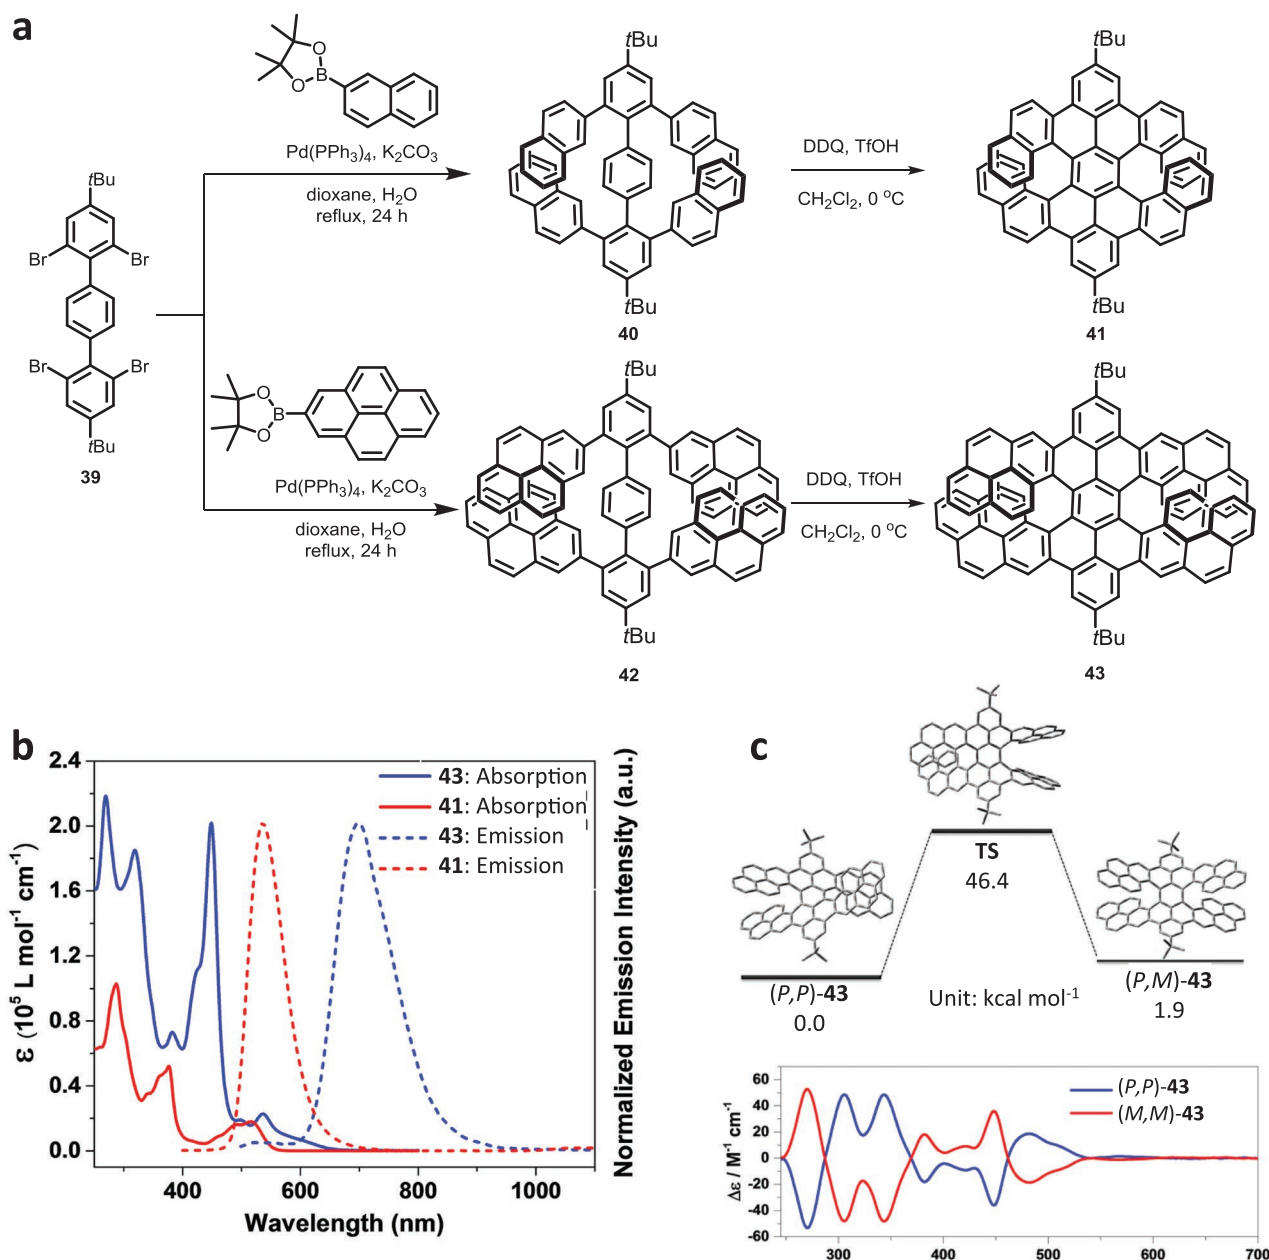 a
tBu
O
B
O
Pd(PPh3)4, K2CO3
dioxane, H2O
reflux, 24 h
tBu
tBu
40
DDQ, TfOH
CH2Cl2, 0 oC
tBu
tBu
41
tBu
Br
Br
Br
Br
tBu
39
O
B
O
Pd(PPh3)4, K2CO3
dioxane, H2O
reflux, 24 h
tBu
tBu
42
DDQ, TfOH
CH2Cl2, 0 oC
tBu
tBu
43
b
2.4
2.0
1.6
1.2
0.8
0.4
0.0
ε (10⁵ L mol⁻¹ cm⁻¹)
43: Absorption
41: Absorption
43: Emission
41: Emission
400
600
800
1000
Wavelength (nm)
Normalized Emission Intensity (a.u.)
c
TS
46.4
(P,P)-43
0.0
Unit: kcal mol⁻¹
(P,M)-43
1.9
60
40
20
0
-20
-40
-60
Δε / M⁻¹ cm⁻¹
(P,P)-43
(M,M)-43
300
400
500
600
700